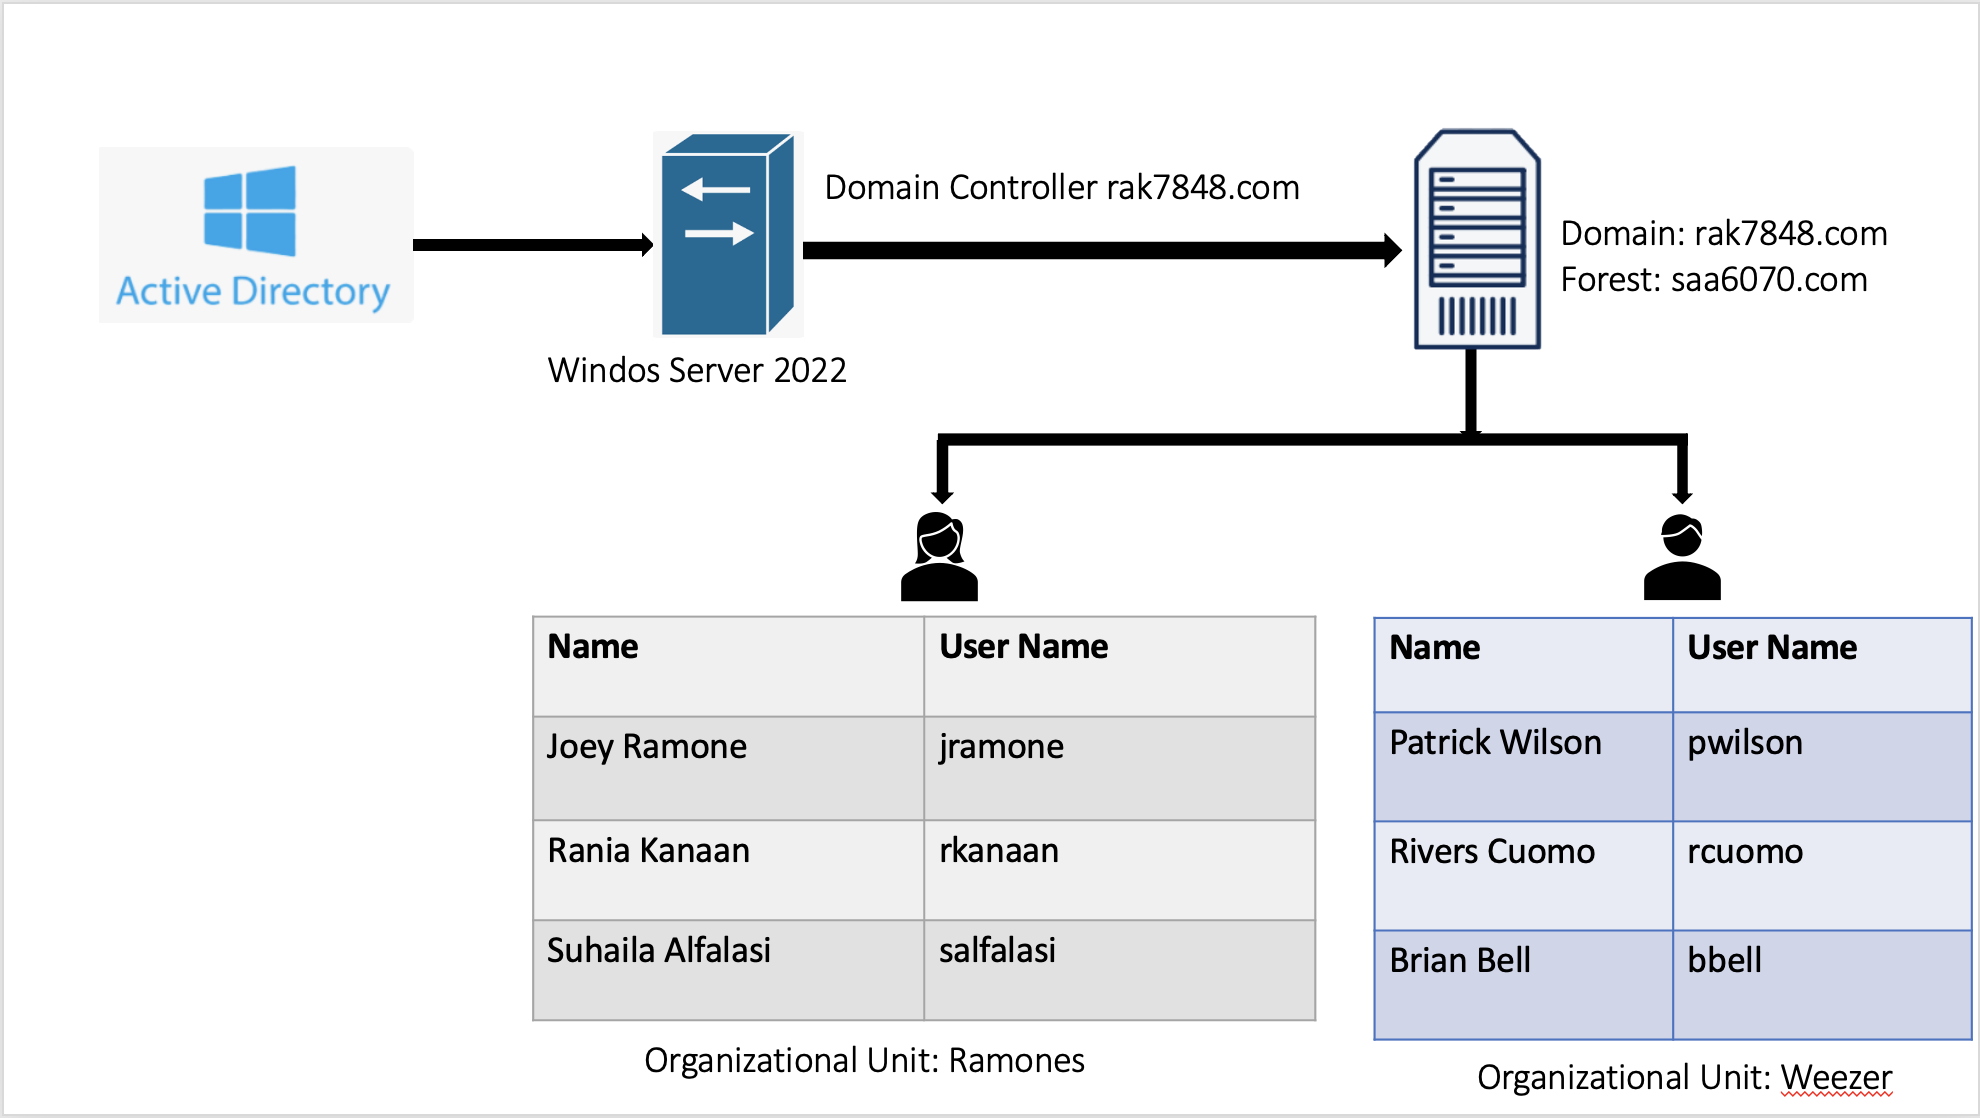 Active Directory
Windos Server 2022
Domain Controller rak7848.com
Domain: rak7848.com
Forest: saa6070.com
Name User Name
Joey Ramone jramone
Rania Kanaan rkanaan
Suhaila Alfalasi salfalasi
Organizational Unit: Ramones
Name User Name
Patrick Wilson pwilson
Rivers Cuomo rcuomo
Brian Bell bbell
Organizational Unit: Weezer